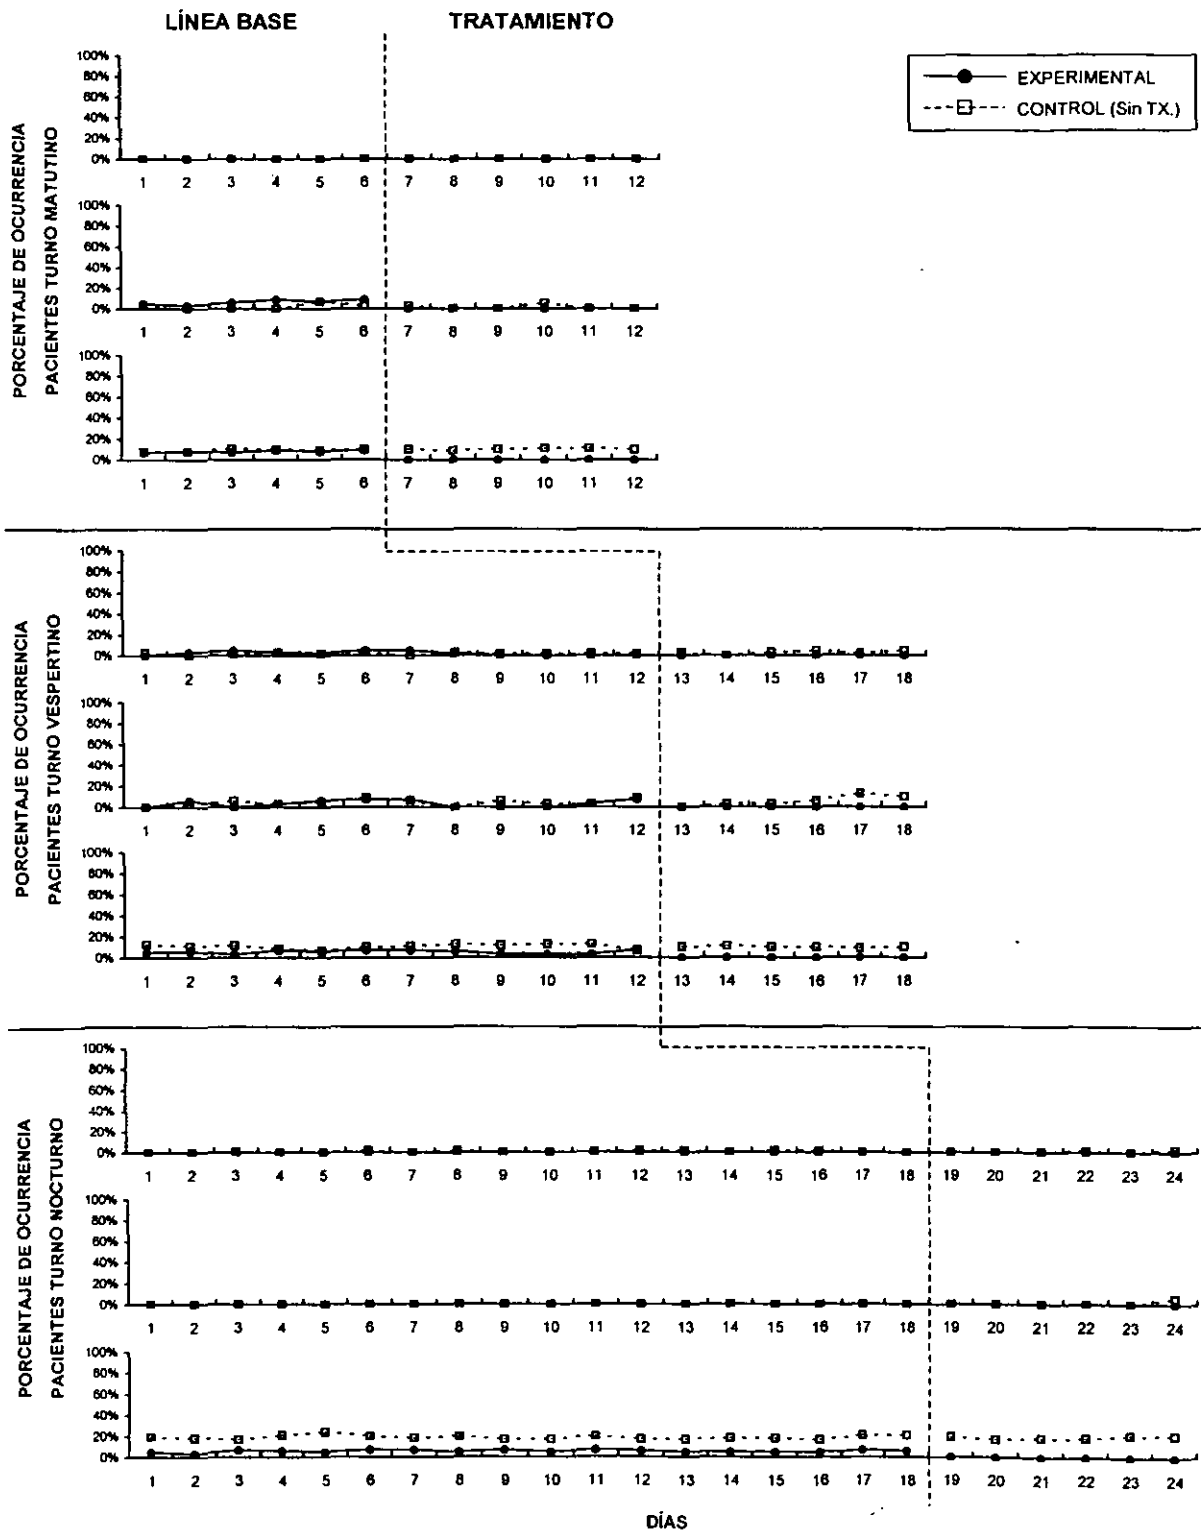 LÍNEA BASE TRATAMIENTO
EXPERIMENTAL
CONTROL (Sin TX.)
PORCENTAJE DE OCURRENCIA
PACIENTES TURNO MATUTINO
100%
80%
60%
40%
20%
0%
1 2 3 4 5 6 7 8 9 10 11 12
100%
80%
60%
40%
20%
0%
1 2 3 4 5 6 7 8 9 10 11 12
100%
80%
60%
40%
20%
0%
1 2 3 4 5 6 7 8 9 10 11 12
PORCENTAJE DE OCURRENCIA
PACIENTES TURNO VESPERTINO
100%
80%
60%
40%
20%
0%
1 2 3 4 5 6 7 8 9 10 11 12 13 14 15 16 17 18
100%
80%
60%
40%
20%
0%
1 2 3 4 5 6 7 8 9 10 11 12 13 14 15 16 17 18
100%
80%
60%
40%
20%
0%
1 2 3 4 5 6 7 8 9 10 11 12 13 14 15 16 17 18
PORCENTAJE DE OCURRENCIA
PACIENTES TURNO NOCTURNO
100%
80%
60%
40%
20%
0%
1 2 3 4 5 6 7 8 9 10 11 12 13 14 15 16 17 18 19 20 21 22 23 24
100%
80%
60%
40%
20%
0%
1 2 3 4 5 6 7 8 9 10 11 12 13 14 15 16 17 18 19 20 21 22 23 24
100%
80%
60%
40%
20%
0%
1 2 3 4 5 6 7 8 9 10 11 12 13 14 15 16 17 18 19 20 21 22 23 24
DÍAS